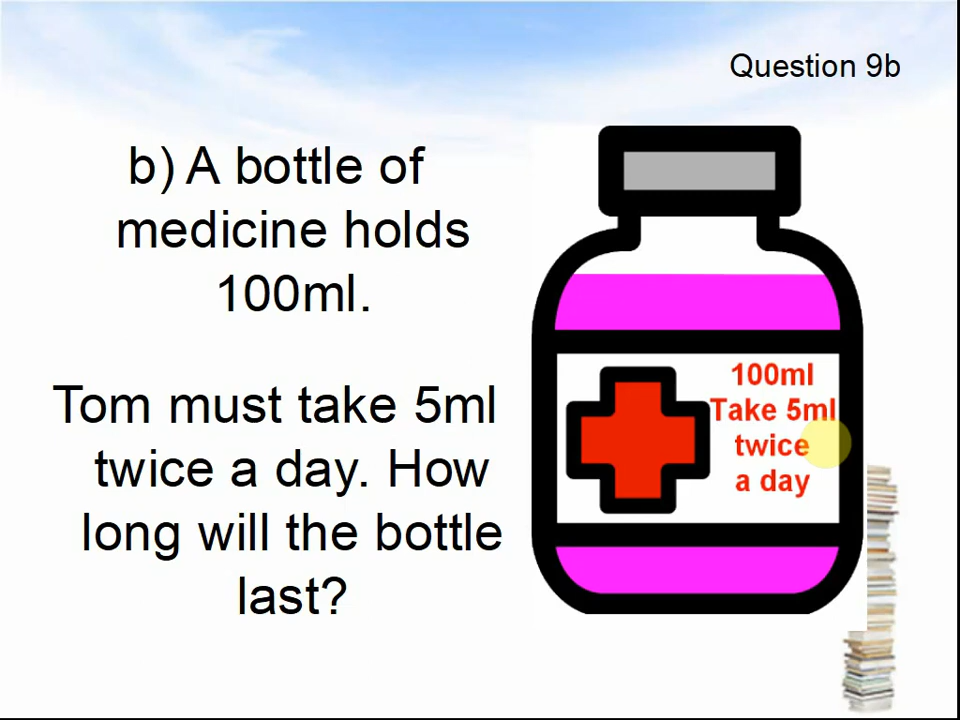 Question 9b
b) A bottle of
medicine holds
100ml.
Tom must take 5ml
twice a day. How
long will the bottle
last?
100ml
Take 5ml
twice
a day